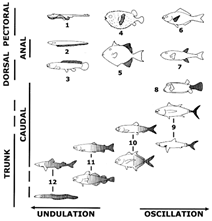 PECTORAL
DORSAL
ANAL
CAUDAL
TRUNK
1
4
6
2
3
5
7
8
9
10
11
12
UNDULATION
OSCILLATION